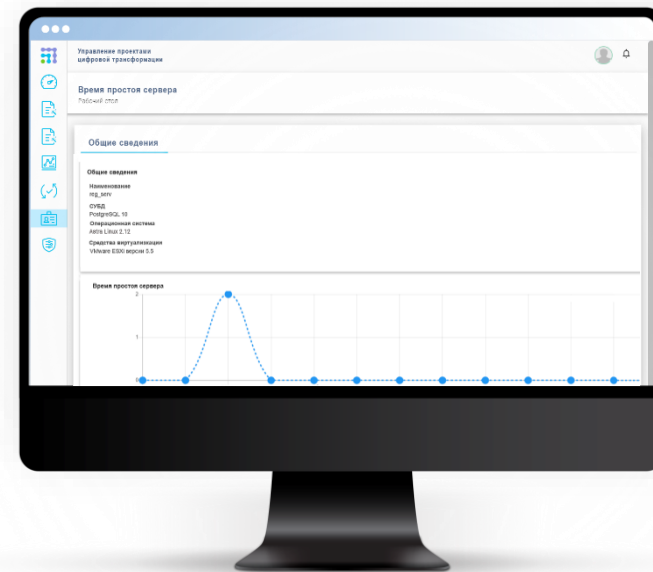 Управление проектами
цифровой трансформации
Время простоя сервера
Рабочий стол
Общие сведения
Общие сведения
Наименование
reg_serv
СУБД
PostgreSQL 10
Операционная система
Astra Linux 2.12
Средства виртуализации
VMware ESXi версии 5.5
Время простоя сервера
2
1
0